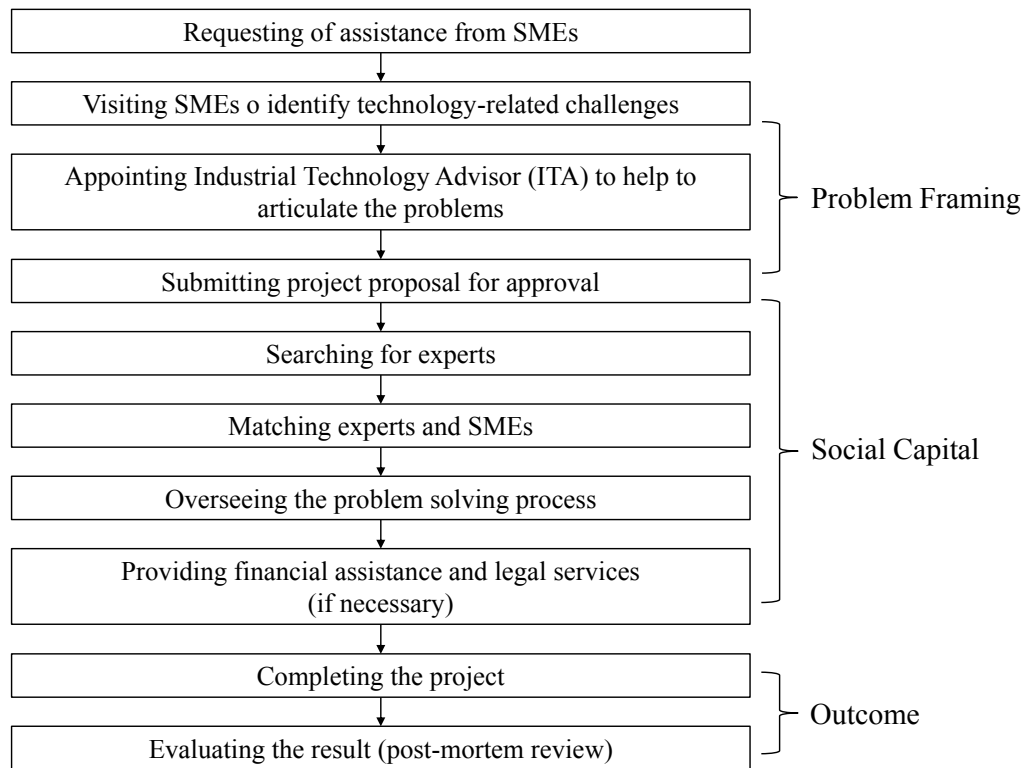 Requesting of assistance from SMEs
Visiting SMEs o identify technology-related challenges
Appointing Industrial Technology Advisor (ITA) to help to
articulate the problems
Problem Framing
Submitting project proposal for approval
Searching for experts
Matching experts and SMEs
Social Capital
Overseeing the problem solving process
Providing financial assistance and legal services
(if necessary)
Completing the project
Outcome
Evaluating the result (post-mortem review)